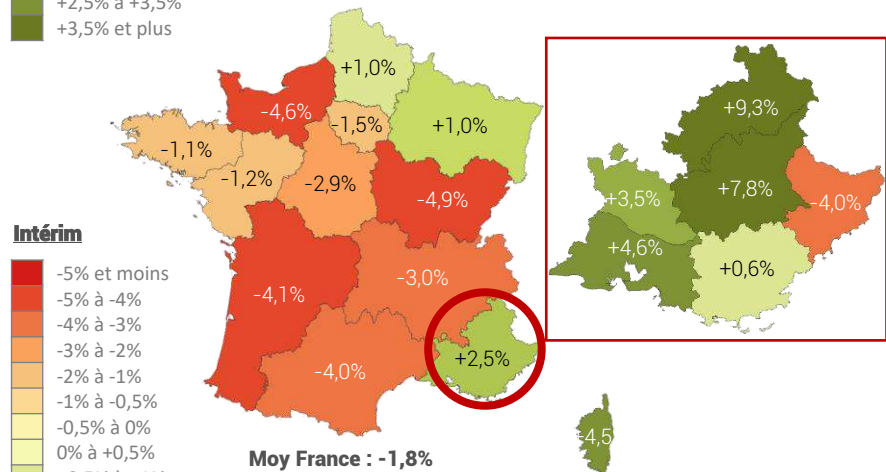 +2,5% à +3,5%
+3,5% et plus
+1,0%
-4,6%
-1,5%
+1,0%
-1,1%
-1,2%
-2,9%
-4,9%
-4,1%
-3,0%
-4,0%
+2,5%
+9,3%
+7,8%
+3,5%
-4,0%
+4,6%
+0,6%
Intérim
-5% et moins
-5% à -4%
-4% à -3%
-3% à -2%
-2% à -1%
-1% à -0,5%
-0,5% à 0%
0% à +0,5%
Moy France : -1,8%